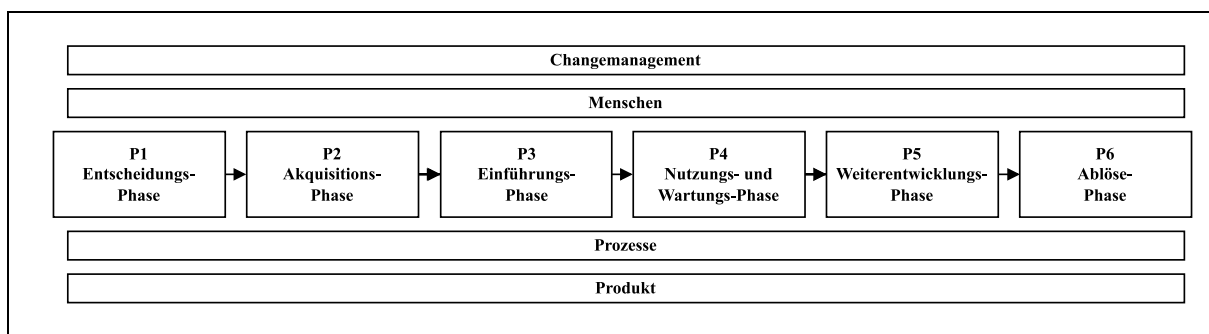 Changemanagement
Menschen
P1
Entscheidungs-
Phase
P2
Akquisitions-
Phase
P3
Einführungs-
Phase
P4
Nutzungs- und
Wartungs-Phase
P5
Weiterentwicklungs-
Phase
P6
Ablöse-
Phase
Prozesse
Produkt